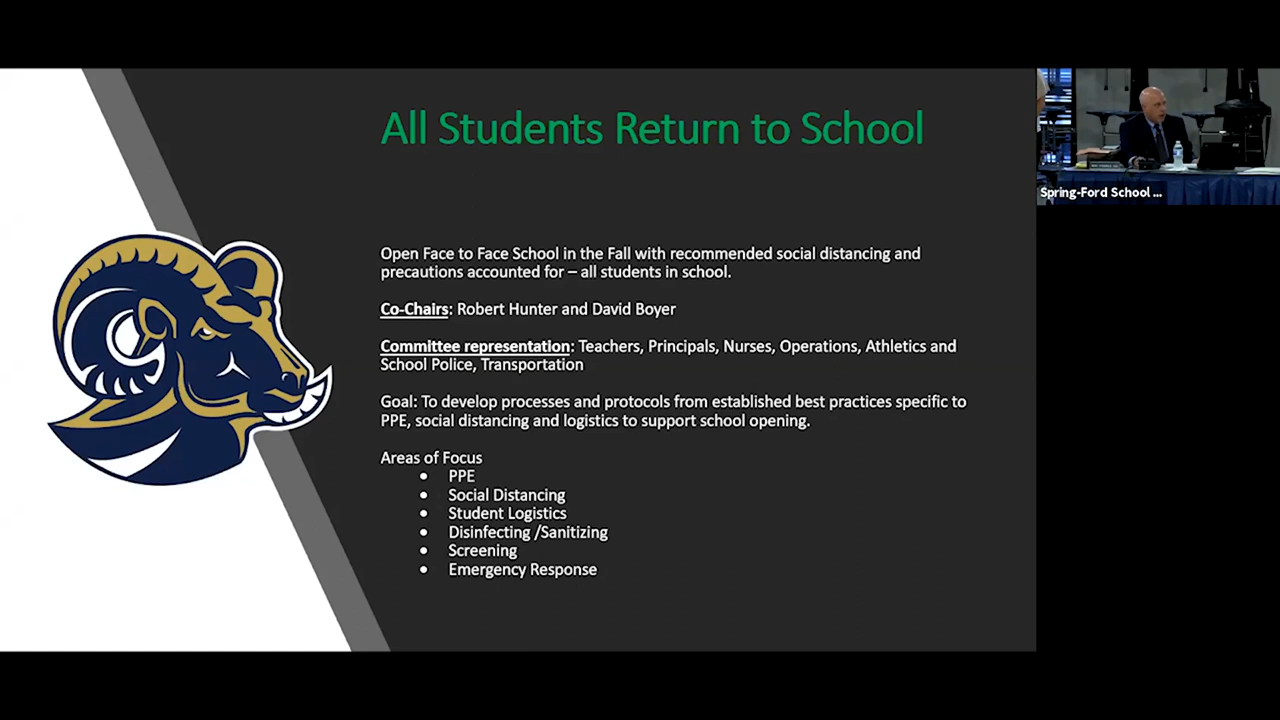 All Students Return to School
Open Face to Face School in the Fall with recommended social distancing and
precautions accounted for – all students in school.
Co-Chairs: Robert Hunter and David Boyer
Committee representation: Teachers, Principals, Nurses, Operations, Athletics and
School Police, Transportation
Goal: To develop processes and protocols from established best practices specific to
PPE, social distancing and logistics to support school opening.
Areas of Focus
• PPE
• Social Distancing
• Student Logistics
• Disinfecting /Sanitizing
• Screening
• Emergency Response
Spring-Ford School ...